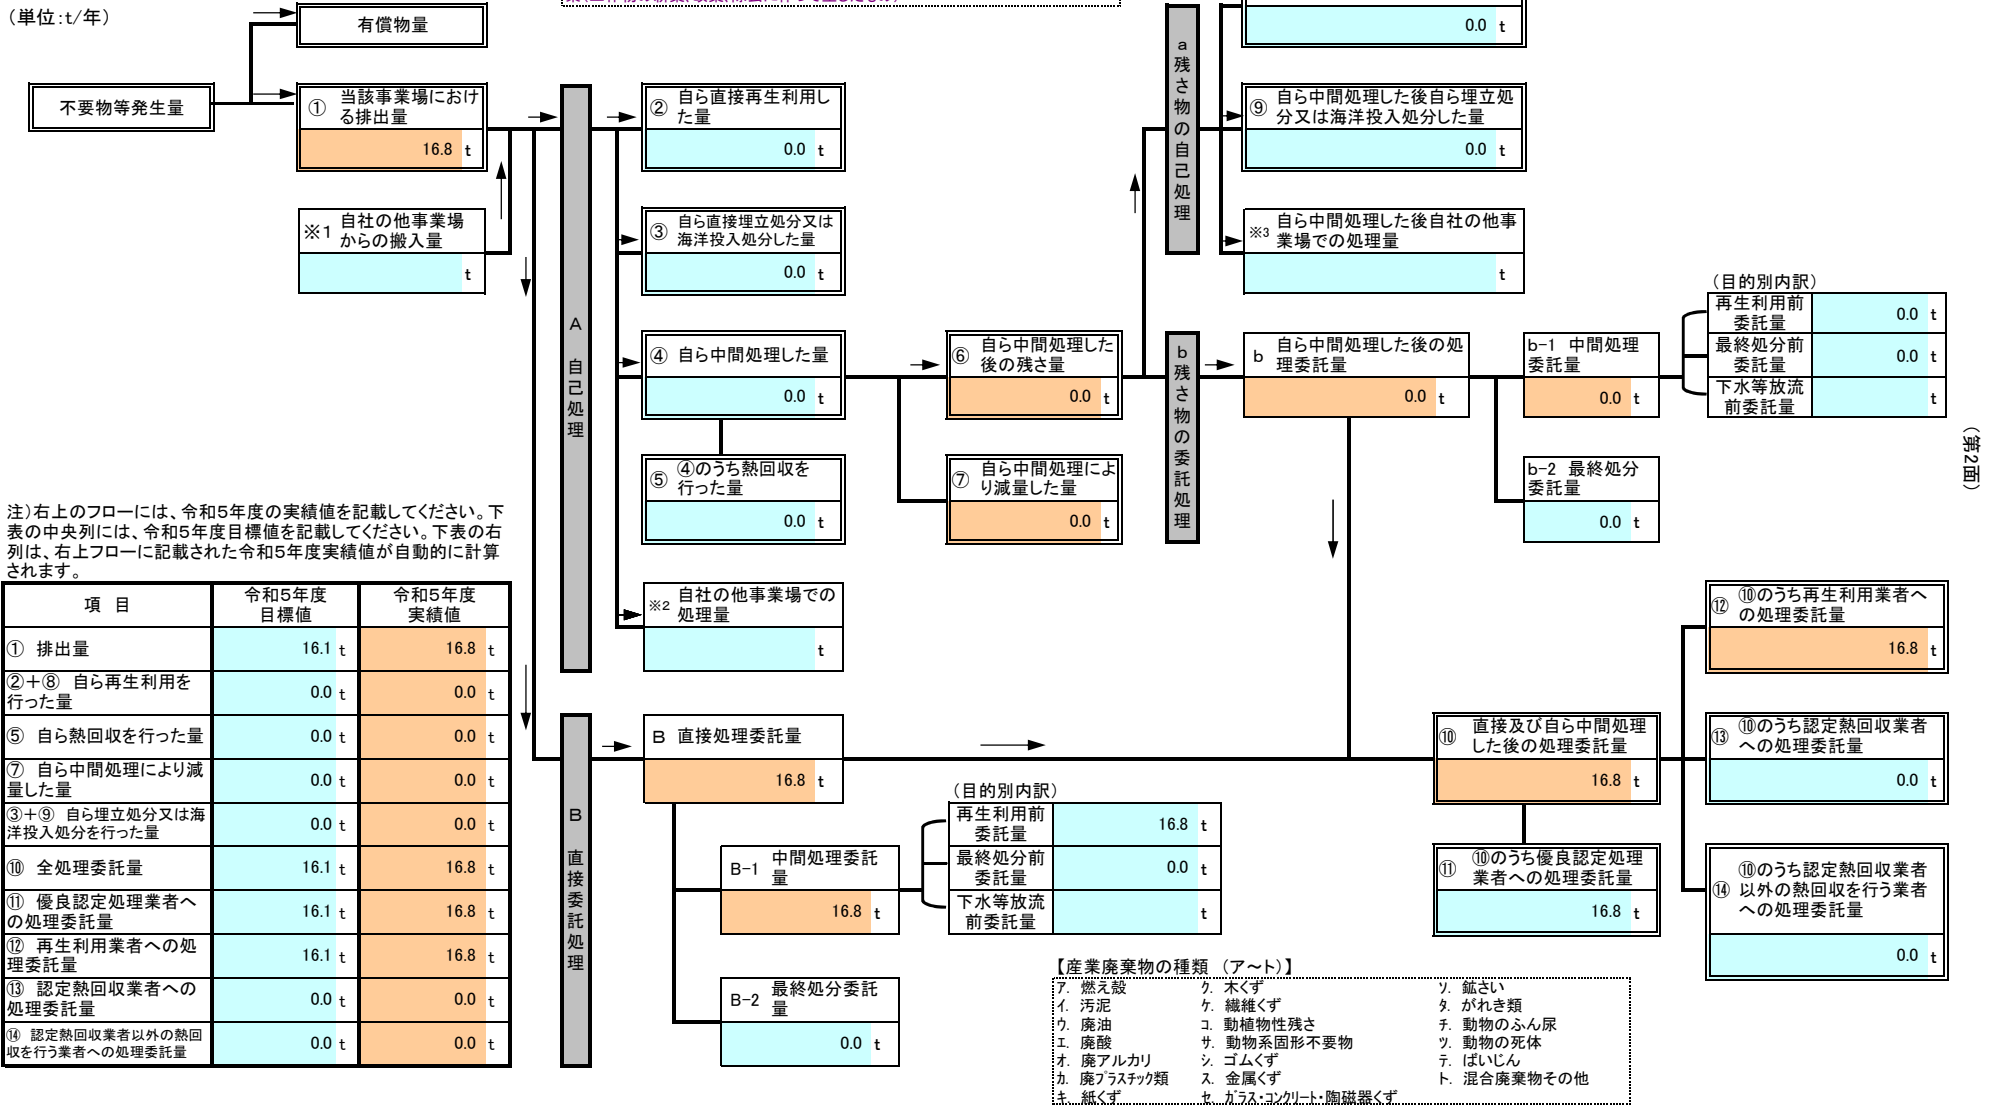 （単位：t/年）
有償物量
不要物等発生量
① 当該事業場におけ
る排出量
16.8 t
※1 自社の他事業場
からの搬入量
t
A 自己処理
② 自ら直接再生利用し
た量
0.0 t
③ 自ら直接埋立処分又は
海洋投入処分した量
0.0 t
④ 自ら中間処理した量
0.0 t
⑤ ④のうち熱回収を
行った量
0.0 t
※2 自社の他事業場での
処理量
t
⑥ 自ら中間処理した
後の残さ量
0.0 t
⑦ 自ら中間処理によ
り減量した量
0.0 t
a 残さ物の自己処理
0.0 t
⑨ 自ら中間処理した後自ら埋立処
分又は海洋投入処分した量
0.0 t
※3 自ら中間処理した後自社の他事
業場での処理量
t
b 残さ物の委託処理
b 自ら中間処理した後の処
理委託量
0.0 t
b-1 中間処理
委託量
0.0 t
b-2 最終処分
委託量
0.0 t
（目的別内訳）
再生利用前
委託量
0.0 t
最終処分前
委託量
0.0 t
下水等放流
前委託量
t
（第2面）
注）右上のフローには、令和5年度の実績値を記載してください。下
表の中央列には、令和5年度目標値を記載してください。下表の右
列は、右上フローに記載された令和5年度実績値が自動的に計算
されます。
項 目 令和5年度 目標値 令和5年度 実績値
① 排出量 16.1 t 16.8 t
②＋⑧ 自ら再生利用を
行った量 0.0 t 0.0 t
⑤ 自ら熱回収を行った量 0.0 t 0.0 t
⑦ 自ら中間処理により減
量した量 0.0 t 0.0 t
③＋⑨ 自ら埋立処分又は海
洋投入処分を行った量 0.0 t 0.0 t
⑩ 全処理委託量 16.1 t 16.8 t
⑪ 優良認定処理業者へ
の処理委託量 16.1 t 16.8 t
⑫ 再生利用業者への処
理委託量 16.1 t 16.8 t
⑬ 認定熱回収業者への
処理委託量 0.0 t 0.0 t
⑭ 認定熱回収業者以外の熱回
収を行う業者への処理委託量 0.0 t 0.0 t
B 直接委託処理
B 直接処理委託量
16.8 t
B-1 中間処理委託
量
16.8 t
B-2 最終処分委託
量
0.0 t
（目的別内訳）
再生利用前
委託量
16.8 t
最終処分前
委託量
0.0 t
下水等放流
前委託量
t
⑩ 直接及び自ら中間処理
した後の処理委託量
16.8 t
⑪ ⑩のうち優良認定処理
業者への処理委託量
16.8 t
⑫ ⑩のうち再生利用業者へ
の処理委託量
16.8 t
⑬ ⑩のうち認定熱回収業者
への処理委託量
0.0 t
⑭ ⑩のうち認定熱回収業者
以外の熱回収を行う業者
への処理委託量
0.0 t
【産業廃棄物の種類 （ア～ト）】
ア. 燃え殻 ク. 木くず ソ. 鉱さい
イ. 汚泥 ケ. 繊維くず タ. がれき類
ウ. 廃油 コ. 動植物性残さ チ. 動物のふん尿
エ. 廃酸 サ. 動物系固形不要物 ツ. 動物の死体
オ. 廃アルカリ シ. ゴムくず テ. ばいじん
カ. 廃プラスチック類 ス. 金属くず ト. 混合廃棄物その他
キ. 紙くず セ. ガラス・コンクリート・陶磁器くず